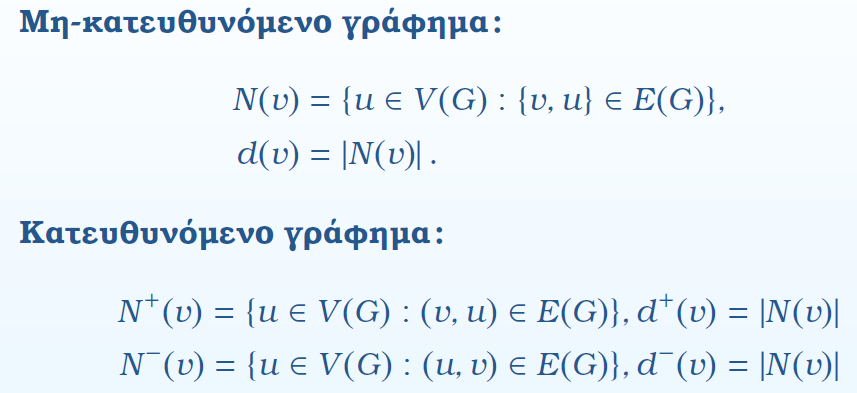 Μη-κατευθυνόμενο γράφημα:
N(v) = {u ∈ V(G) : {v, u} ∈ E(G)},
d(v) = |N(v)| .
Κατευθυνόμενο γράφημα:
N⁺(v) = {u ∈ V(G) : (v, u) ∈ E(G)}, d⁺(v) = |N(v)|
N⁻(v) = {u ∈ V(G) : (u, v) ∈ E(G)}, d⁻(v) = |N(v)|